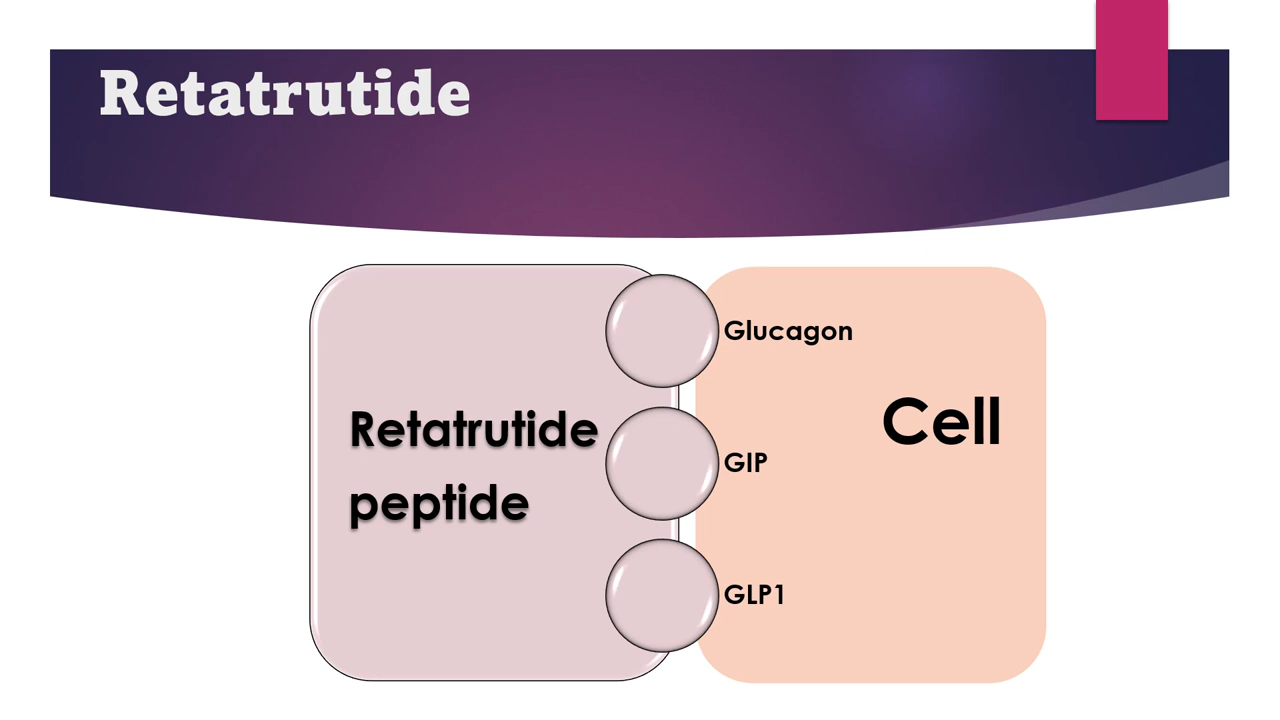 Retatrutide
Glucagon
Cell
Retatrutide
peptide
GIP
GLP1